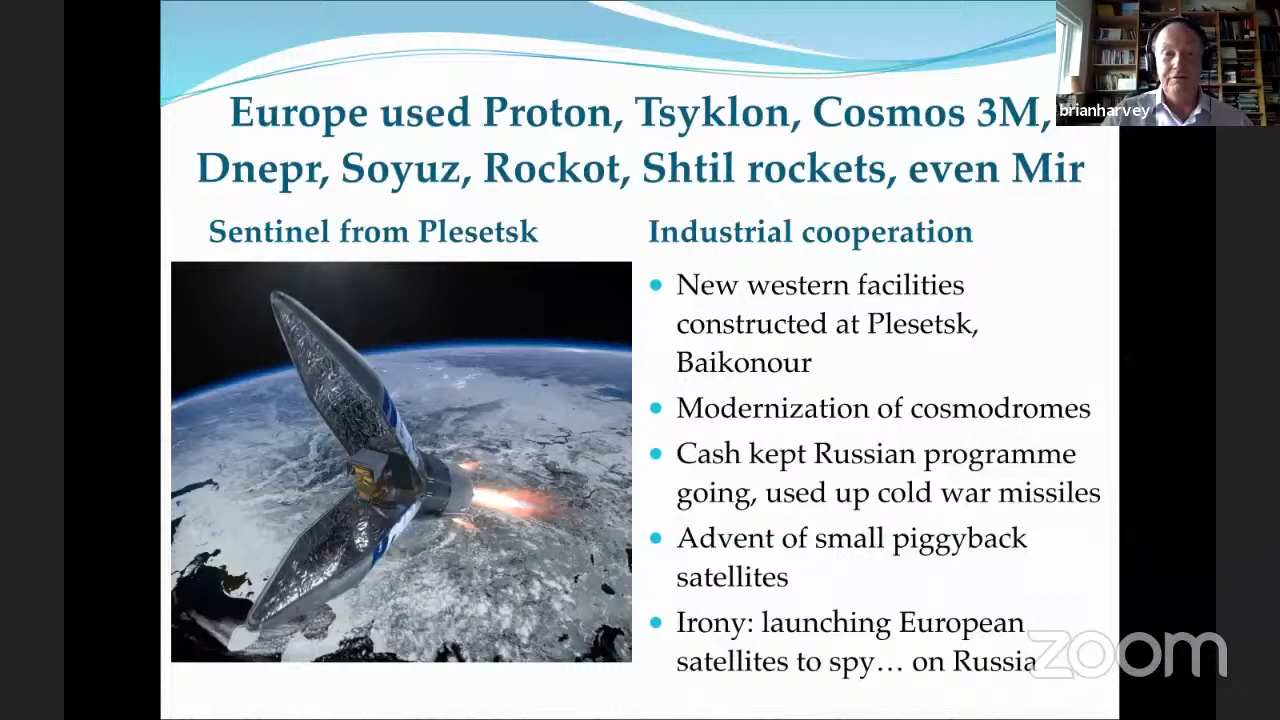 brianharvey
Europe used Proton, Tsyklon, Cosmos 3M,
Dnepr, Soyuz, Rockot, Shtil rockets, even Mir
Sentinel from Plesetsk
Industrial cooperation
• New western facilities
constructed at Plesetsk,
Baikonour
• Modernization of cosmodromes
• Cash kept Russian programme
going, used up cold war missiles
• Advent of small piggyback
satellites
• Irony: launching European
satellites to spy… on Russia
zoom